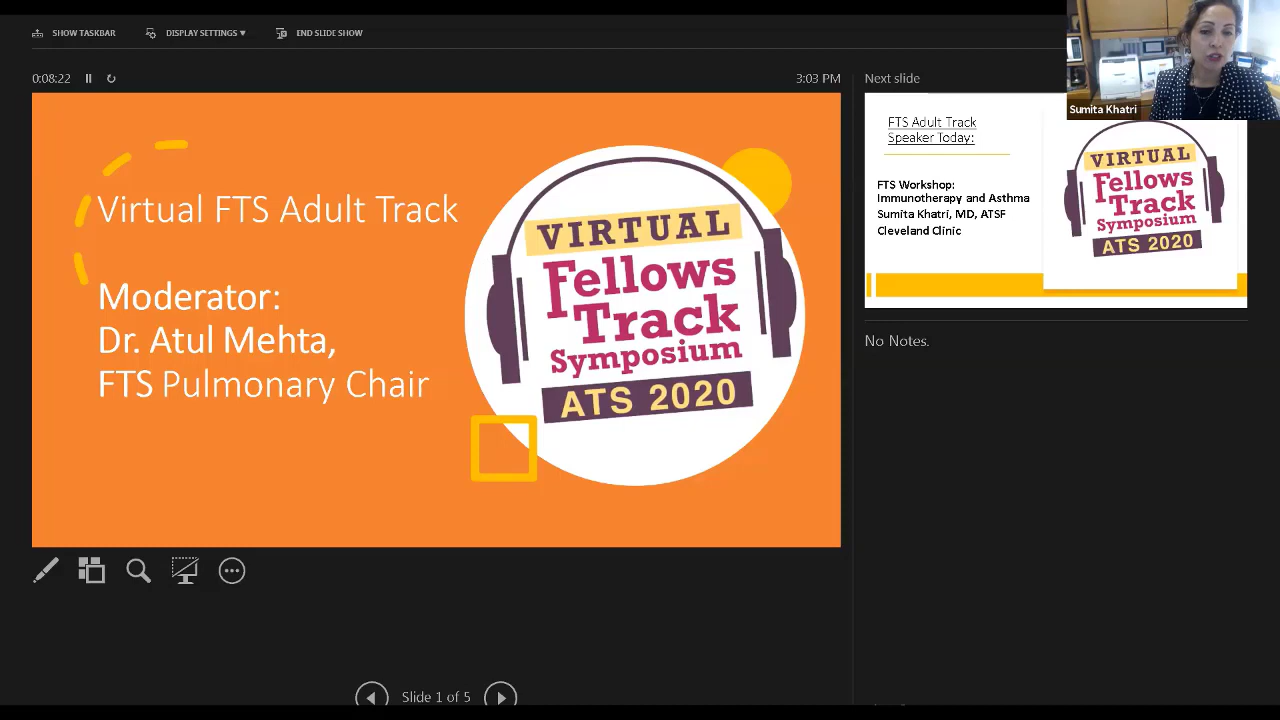 SHOW TASKBAR
DISPLAY SETTINGS ▼
END SLIDE SHOW
0:08:22
3:03 PM
Virtual FTS Adult Track
Moderator:
Dr. Atul Mehta,
FTS Pulmonary Chair
VIRTUAL
Fellows
Track
Symposium
ATS 2020
Slide 1 of 5
Next slide
Sumita Khatri
FTS Adult Track
Speaker Today:
FTS Workshop:
Immunotherapy and Asthma
Sumita Khatri, MD, ATSF
Cleveland Clinic
VIRTUAL
Fellows
Track
Symposium
ATS 2020
No Notes.